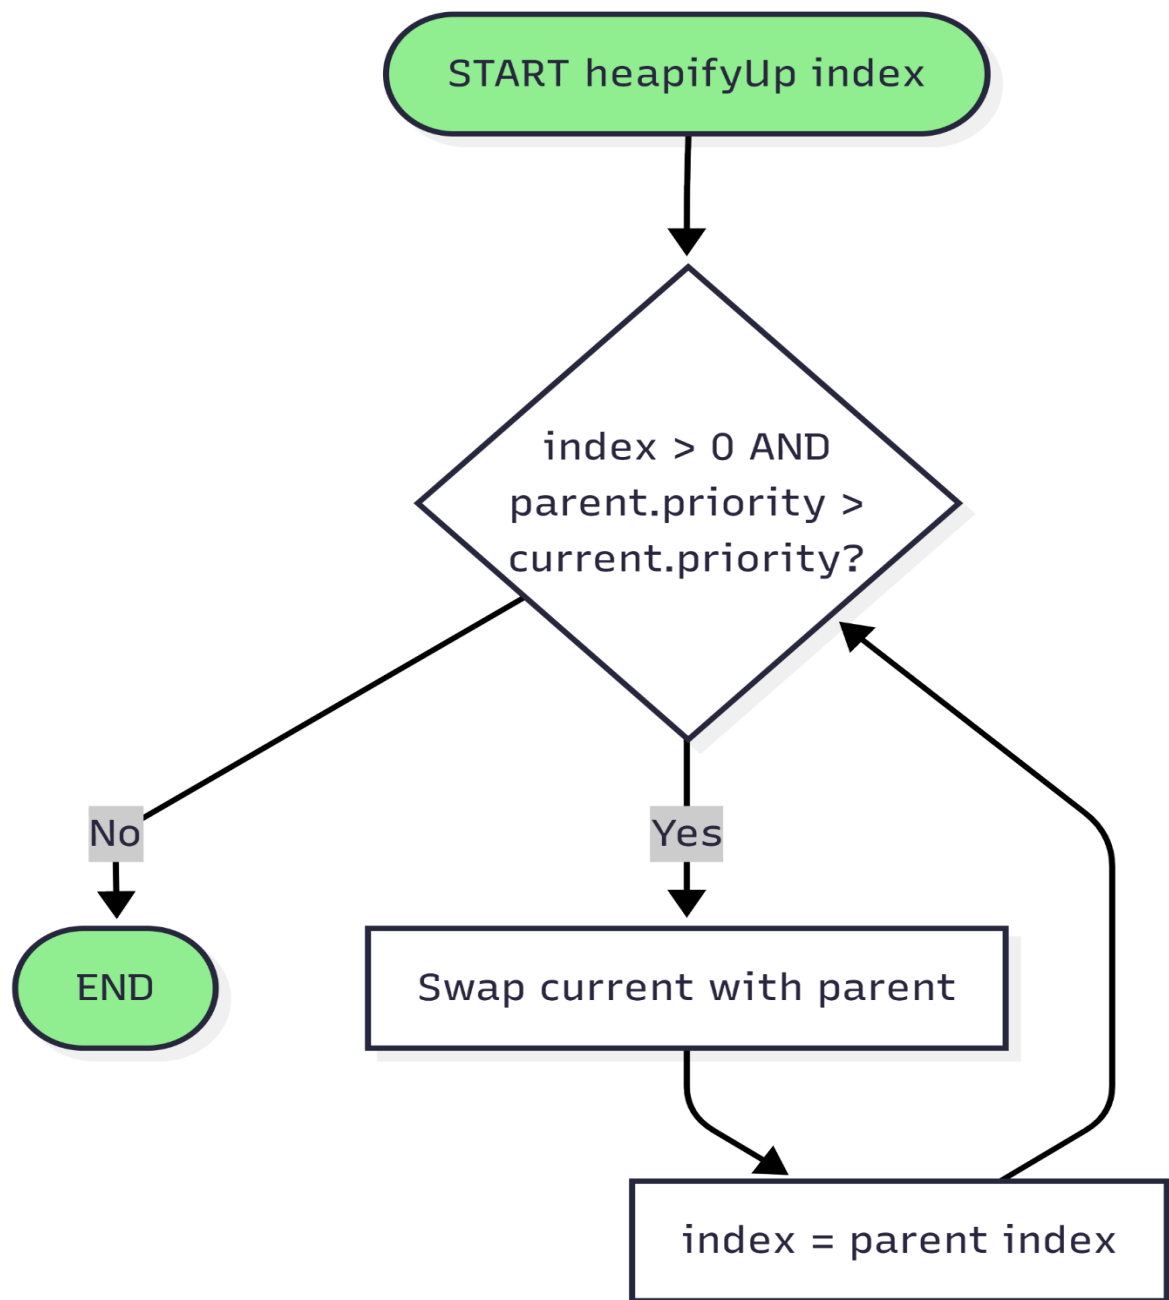 START heapifyUp index
index > 0 AND
parent.priority >
current.priority?
No
Yes
END
Swap current with parent
index = parent index